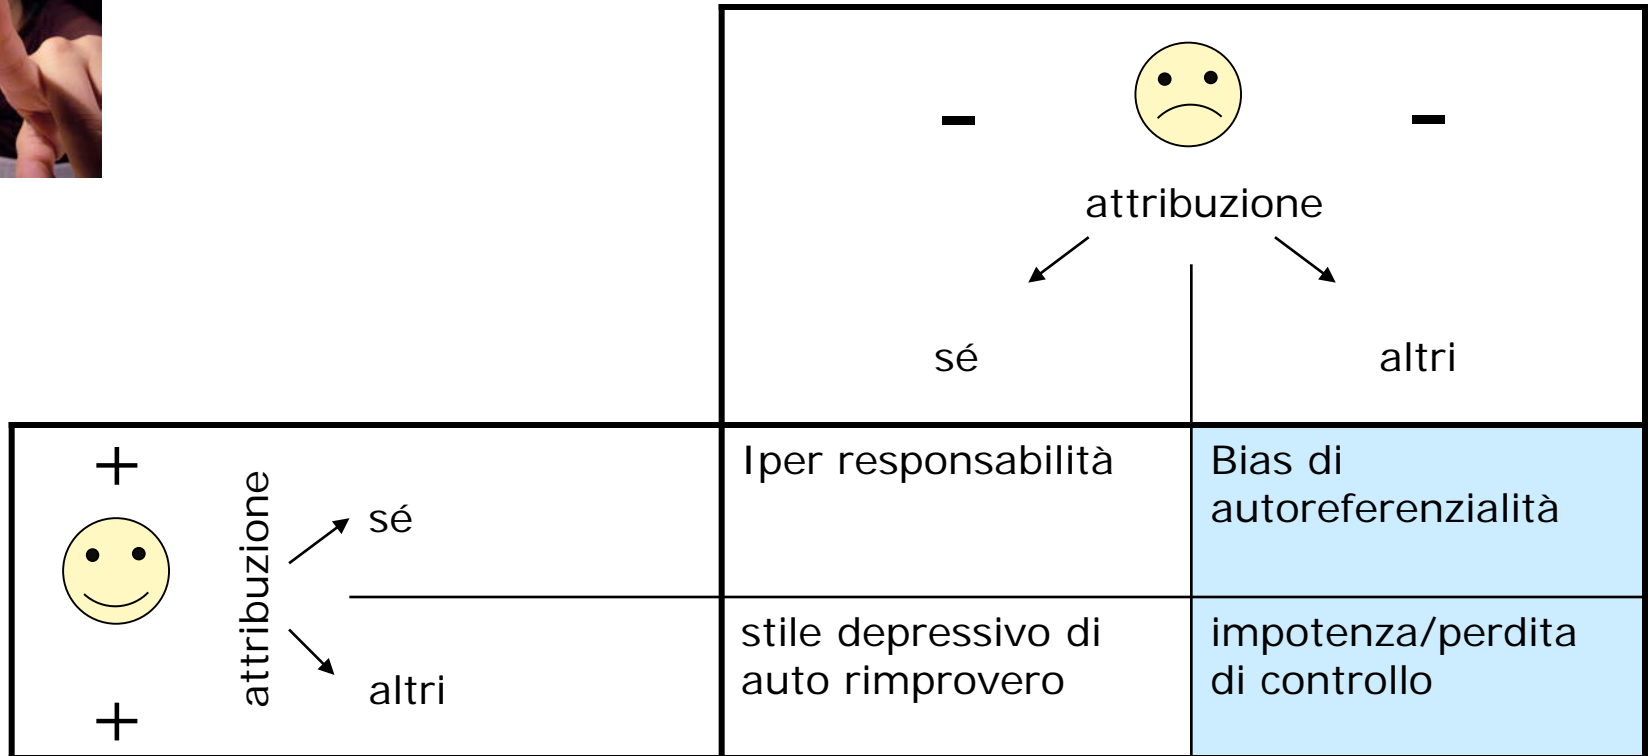 - -
attribuzione
sé altri
+
attribuzione
sé
altri
+
Iper responsabilità
Bias di
autoreferenzialità
stile depressivo di
auto rimprovero
impotenza/perdita
di controllo